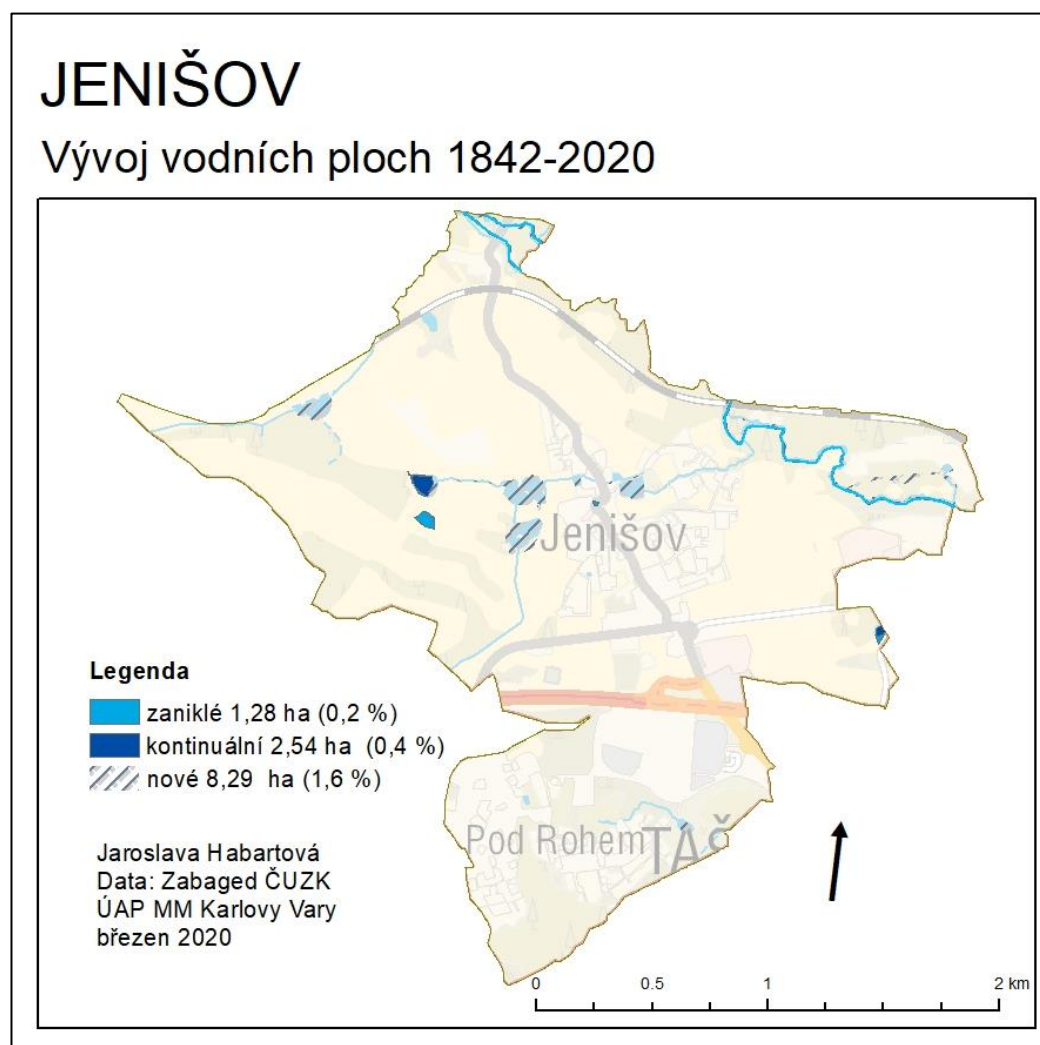 JENIŠOV
Vývoj vodních ploch 1842-2020
Jenišov
Legenda
zaniklé 1,28 ha (0,2 %)
kontinuální 2,54 ha (0,4 %)
nové 8,29 ha (1,6 %)
Pod Rohem
TAŠ
Jaroslava Habartová
Data: Zabaged ČUZK
ÚAP MM Karlovy Vary
březen 2020
0 0.5 1 2 km